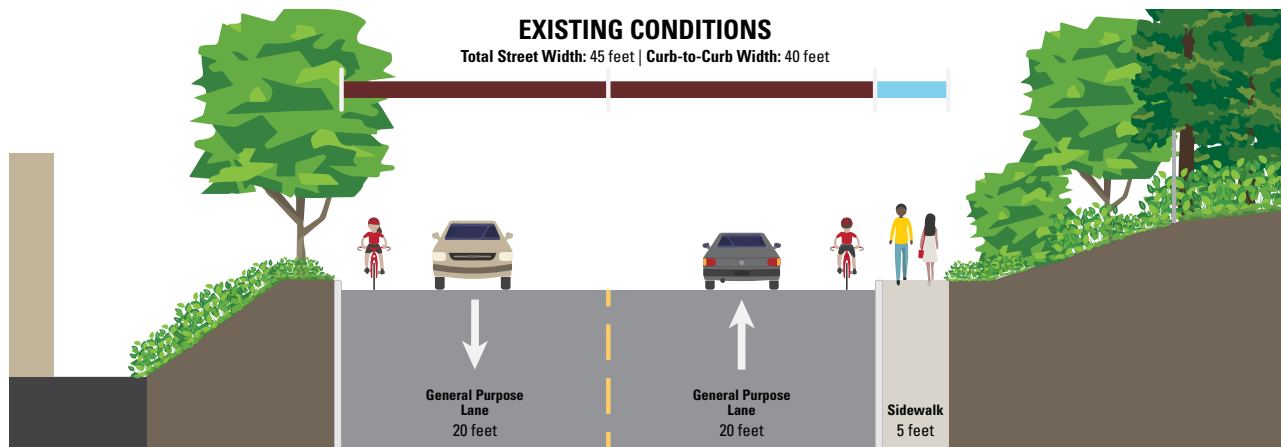 EXISTING CONDITIONS
Total Street Width: 45 feet | Curb-to-Curb Width: 40 feet
General Purpose
Lane
20 feet
General Purpose
Lane
20 feet
Sidewalk
5 feet